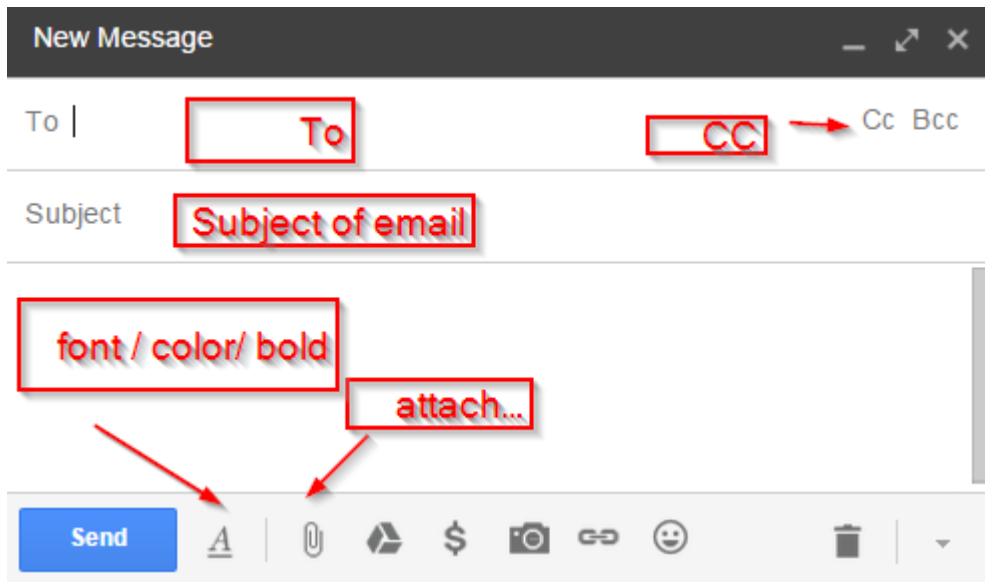 New Message
To To CC Cc Bcc
Subject Subject of email
font / color/ bold
attach...
Send A $